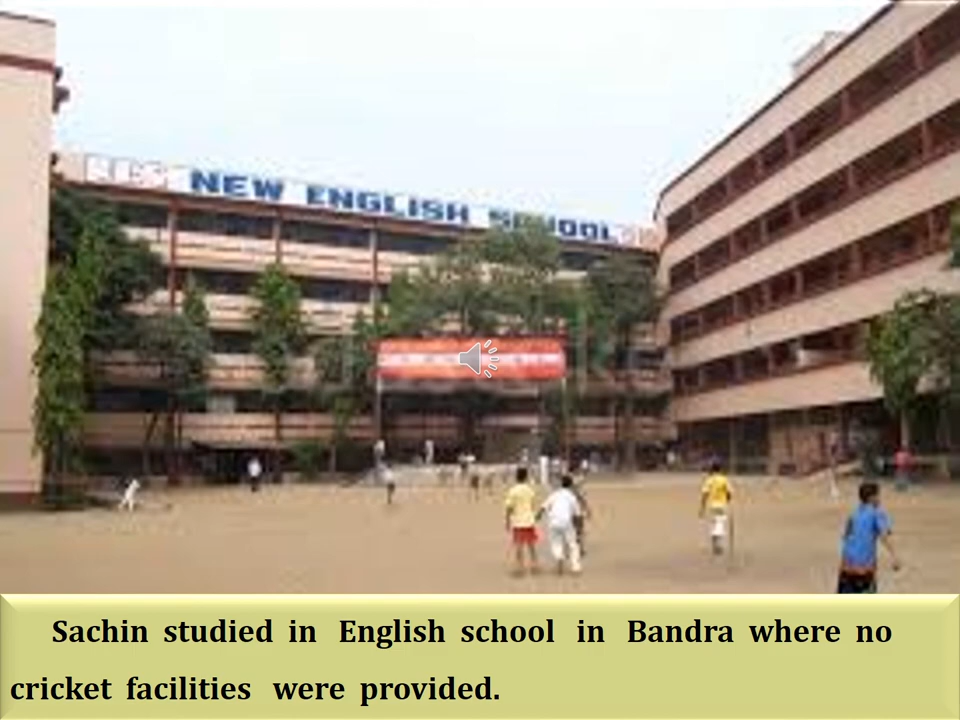 NEW ENGLISH SCHOOL
Sachin studied in English school in Bandra where no
cricket facilities were provided.